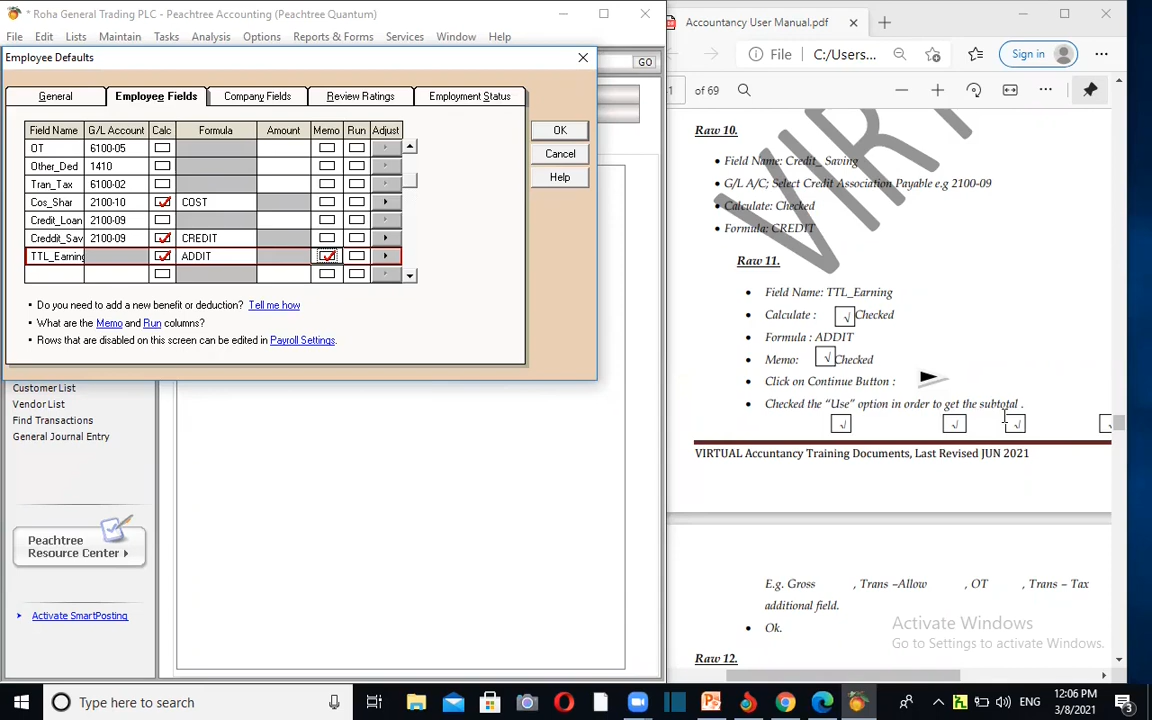 * Roha General Trading PLC - Peachtree Accounting (Peachtree Quantum)
File Edit Lists Maintain Tasks Analysis Options Reports & Forms Services Window Help
GO
Employee Defaults
General Employee Fields Company Fields Review Ratings Employment Status
Field Name G/L Account Calc Formula Amount Memo Run Adjust
OT 6100-05
Other_Ded 1410
Tran_Tax 6100-02
Cos_Shar 2100-10 COST
Credit_Loan 2100-09
Creddit_Sav 2100-09 CREDIT
TTL_Earning ADDIT
OK
Cancel
Help
• Do you need to add a new benefit or deduction? Tell me how
• What are the Memo and Run columns?
• Rows that are disabled on this screen can be edited in Payroll Settings.
Customer List
Vendor List
Find Transactions
General Journal Entry
Peachtree
Resource Center
Activate SmartPosting
Accountancy User Manual.pdf
File C:/Users... Sign in
1 of 69
VIRT
Raw 10.
• Field Name: Credit_ Saving
• G/L A/C; Select Credit Association Payable e.g 2100-09
• Calculate: Checked
• Formula: CREDIT
Raw 11.
• Field Name: TTL_Earning
• Calculate : √ Checked
• Formula : ADDIT
• Memo: √ Checked
• Click on Continue Button :
• Checked the “Use” option in order to get the subtotal .
√ √ √
VIRTUAL Accuntancy Training Documents, Last Revised JUN 2021
E.g. Gross , Trans –Allow , OT , Trans – Tax
additional field.
• Ok.
Raw 12.
Activate Windows
Go to Settings to activate Windows.
Type here to search
ENG
12:06 PM
3/8/2021
3